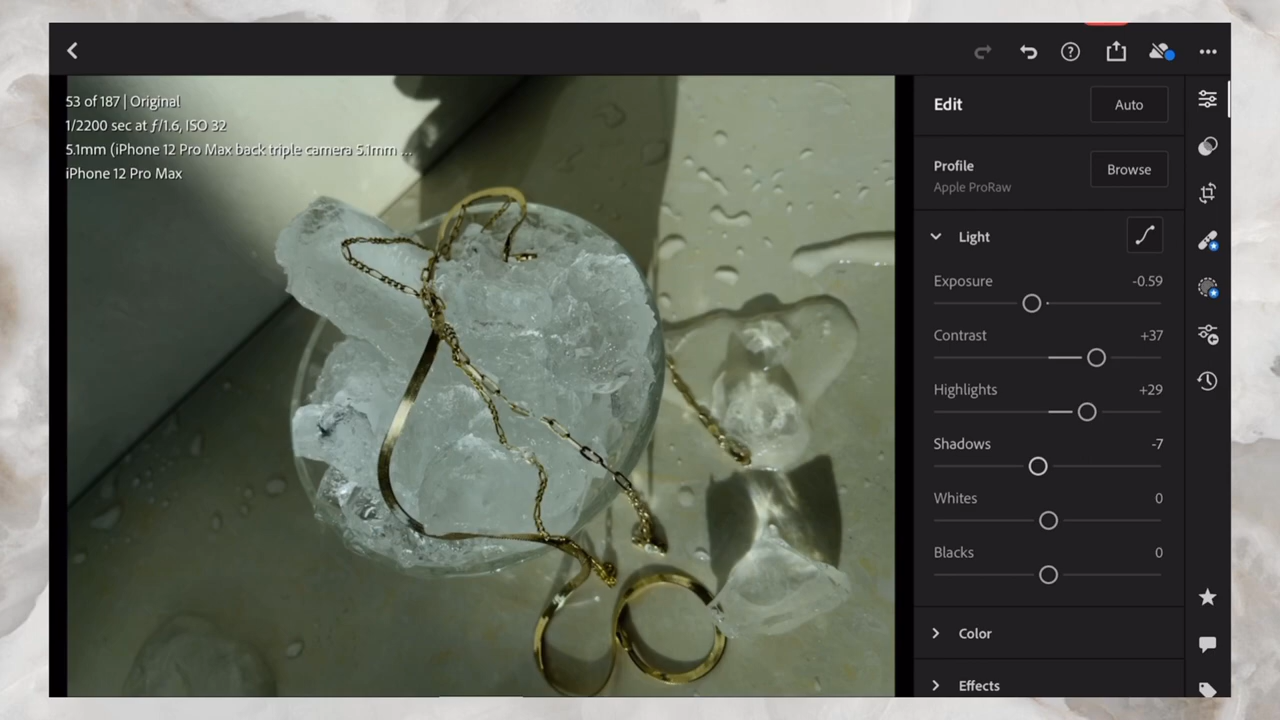 53 of 187 | Original
1/2200 sec at ƒ/1.6, ISO 32
5.1mm (iPhone 12 Pro Max back triple camera 5.1mm ...
iPhone 12 Pro Max
Edit
Auto
Profile
Apple ProRaw
Browse
Light
Exposure -0.59
Contrast +37
Highlights +29
Shadows -7
Whites 0
Blacks 0
Color
Effects